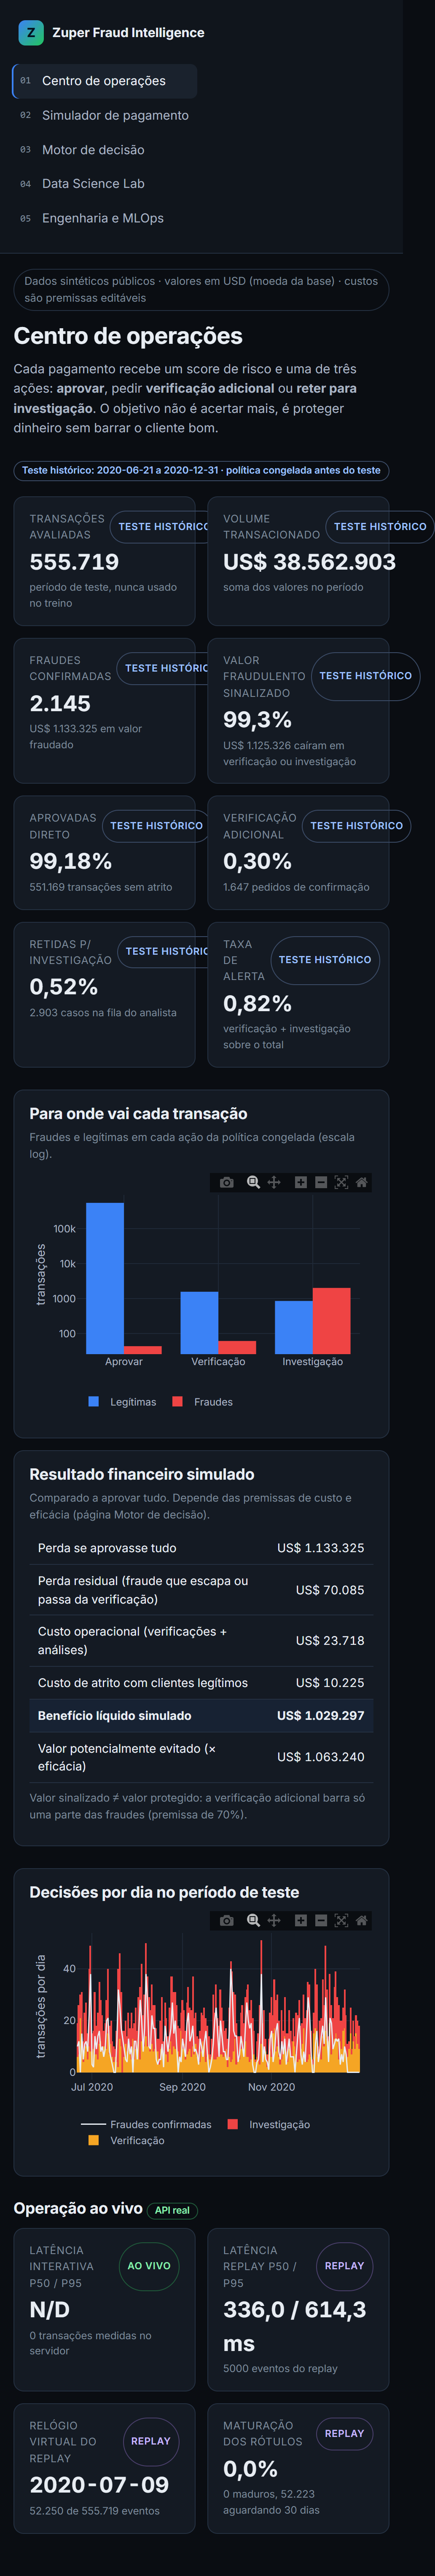 Z Zuper Fraud Intelligence
01 Centro de operações
02 Simulador de pagamento
03 Motor de decisão
04 Data Science Lab
05 Engenharia e MLOps
Dados sintéticos públicos · valores em USD (moeda da base) · custos
são premissas editáveis
Centro de operações
Cada pagamento recebe um score de risco e uma de três
ações: aprovar, pedir verificação adicional ou reter para
investigação. O objetivo não é acertar mais, é proteger
dinheiro sem barrar o cliente bom.
Teste histórico: 2020-06-21 a 2020-12-31 · política congelada antes do teste
TRANSAÇÕES
AVALIADAS
TESTE HISTÓRICO
555.719
período de teste, nunca usado
no treino
VOLUME
TRANSACIONADO
TESTE HISTÓRICO
US$ 38.562.903
soma dos valores no período
FRAUDES
CONFIRMADAS
TESTE HISTÓRIC
2.145
US$ 1.133.325 em valor
fraudado
VALOR
FRAUDULENTO
SINALIZADO
TESTE HISTÓRICO
99,3%
US$ 1.125.326 caíram em
verificação ou investigação
APROVADAS
DIRETO
TESTE HISTÓRICO
99,18%
551.169 transações sem atrito
VERIFICAÇÃO
ADICIONAL
TESTE HISTÓRICO
0,30%
1.647 pedidos de confirmação
RETIDAS P/
INVESTIGAÇÃO
TESTE HISTÓRIC
0,52%
2.903 casos na fila do analista
TAXA
DE
ALERTA
TESTE HISTÓRICO
0,82%
verificação + investigação
sobre o total
Para onde vai cada transação
Fraudes e legítimas em cada ação da política congelada (escala
log).
transações
100k
10k
1000
100
Aprovar Verificação Investigação
Legítimas Fraudes
Resultado financeiro simulado
Comparado a aprovar tudo. Depende das premissas de custo e
eficácia (página Motor de decisão).
Perda se aprovasse tudo US$ 1.133.325
Perda residual (fraude que escapa ou
passa da verificação) US$ 70.085
Custo operacional (verificações +
análises) US$ 23.718
Custo de atrito com clientes legítimos US$ 10.225
Benefício líquido simulado US$ 1.029.297
Valor potencialmente evitado (×
eficácia) US$ 1.063.240
Valor sinalizado ≠ valor protegido: a verificação adicional barra só
uma parte das fraudes (premissa de 70%).
Decisões por dia no período de teste
transações por dia
40
20
0
Jul 2020 Sep 2020 Nov 2020
Fraudes confirmadas Investigação
Verificação
Operação ao vivo API real
LATÊNCIA
INTERATIVA
P50 / P95
AO VIVO
N/D
0 transações medidas no
servidor
LATÊNCIA
REPLAY P50 /
P95
REPLAY
336,0 / 614,3
ms
5000 eventos do replay
RELÓGIO
VIRTUAL DO
REPLAY
REPLAY
2020-07-09
52.250 de 555.719 eventos
MATURAÇÃO
DOS RÓTULOS
REPLAY
0,0%
0 maduros, 52.223
aguardando 30 dias